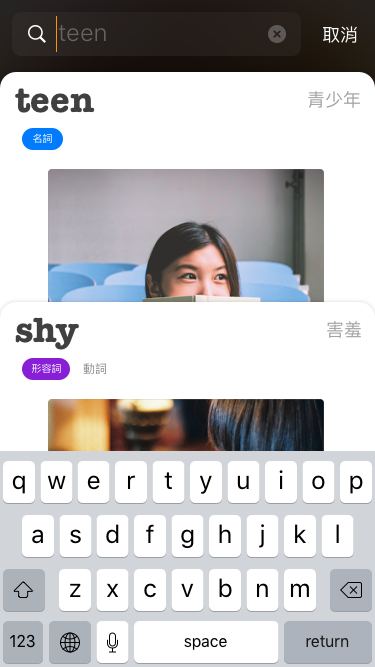 teen
取消
teen
青少年
名詞
shy
害羞
形容詞 動詞
q w e r t y u i o p
a s d f g h j k l
z x c v b n m
123 space return